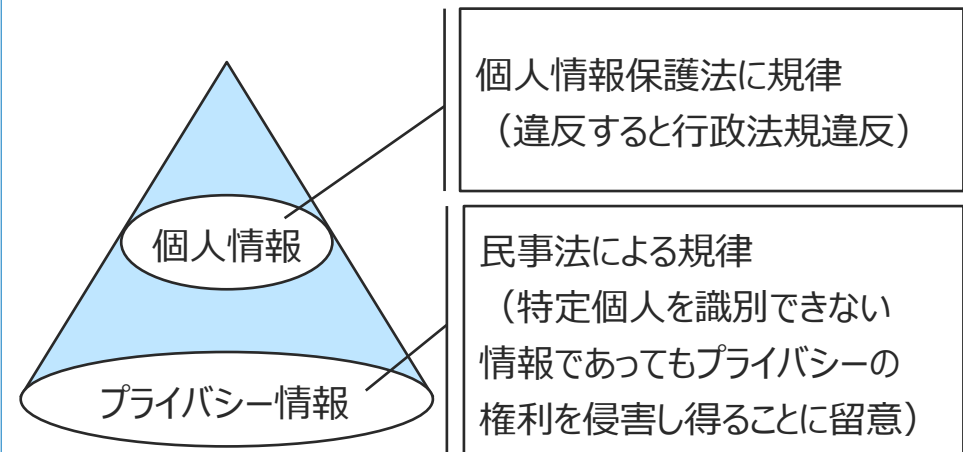 個人情報保護法に規律
（違反すると行政法規違反）
個人情報
民事法による規律
（特定個人を識別できない
情報であってもプライバシーの
権利を侵害し得ることに留意）
プライバシー情報